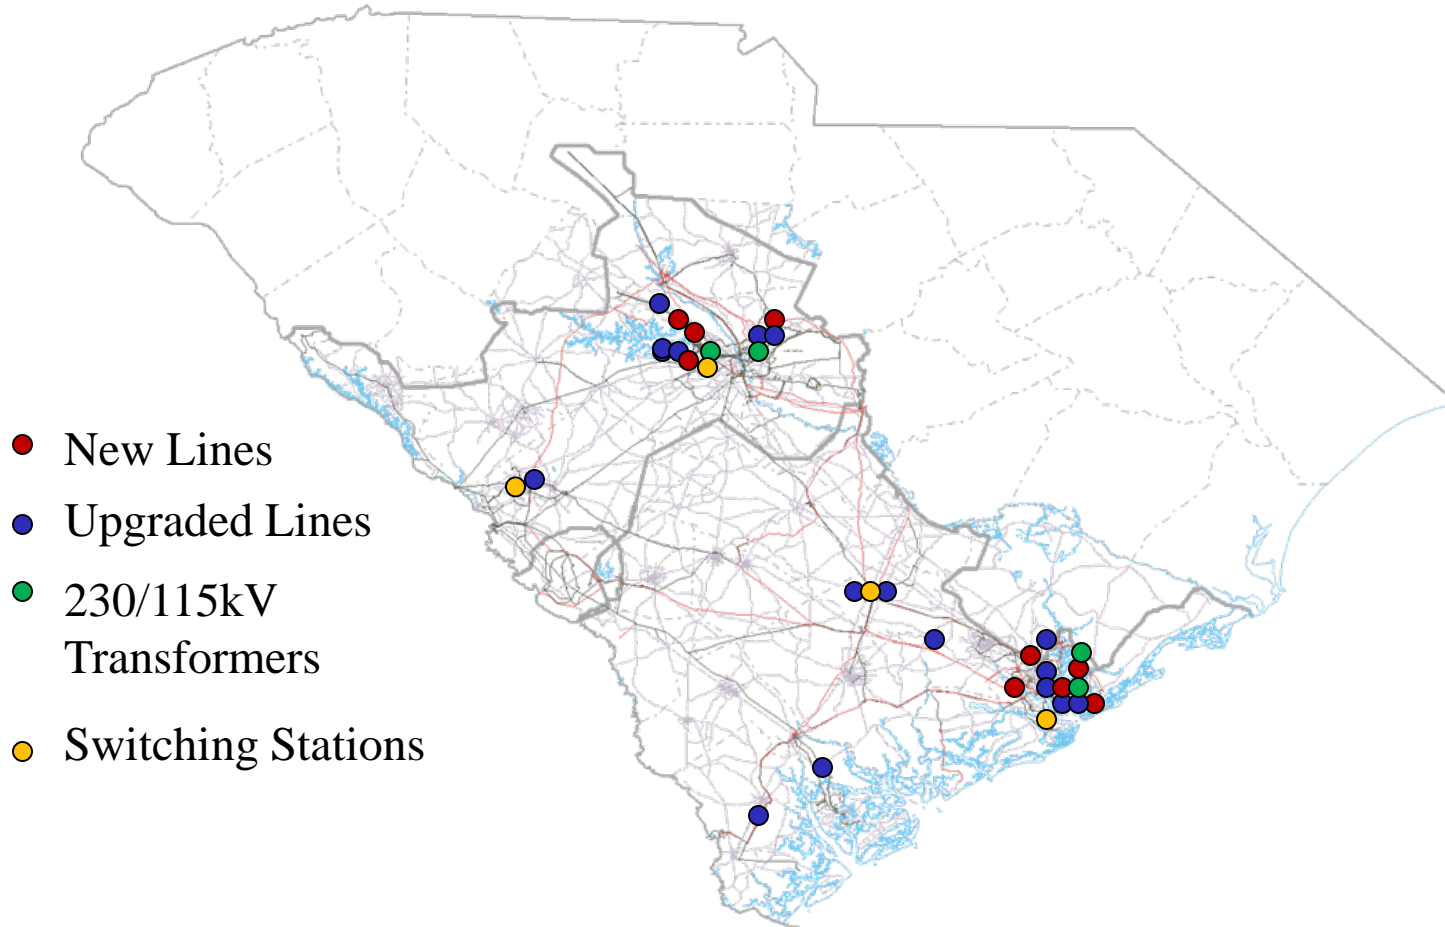 New Lines
Upgraded Lines
230/115kV
Transformers
Switching Stations